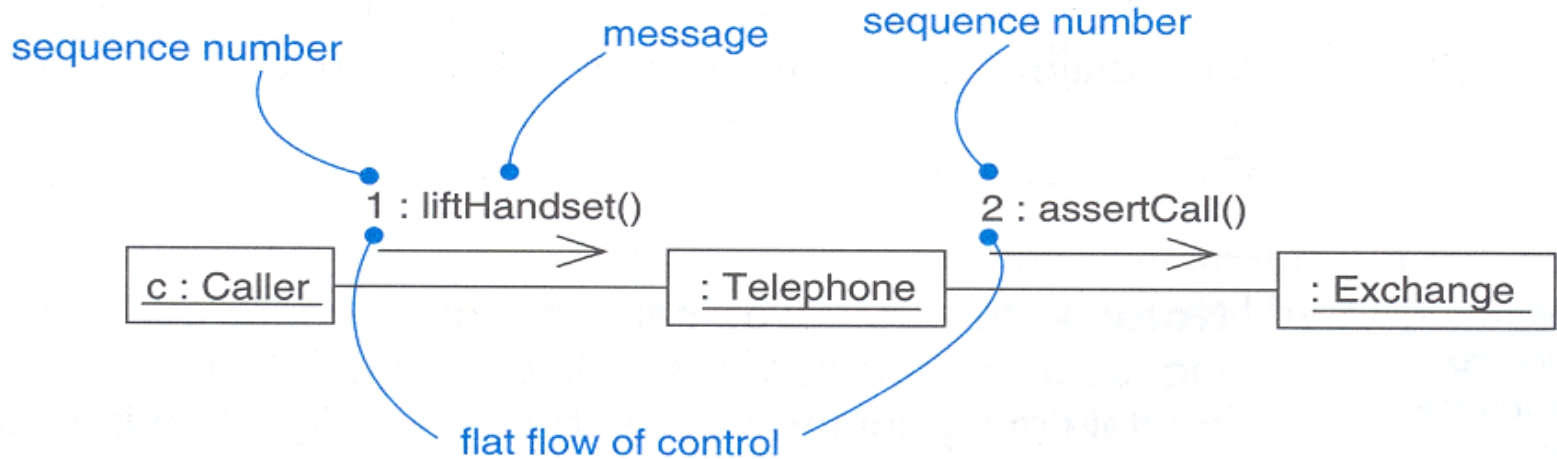 sequence number
message
sequence number
1 : liftHandset()
2 : assertCall()
c : Caller
: Telephone
: Exchange
flat flow of control